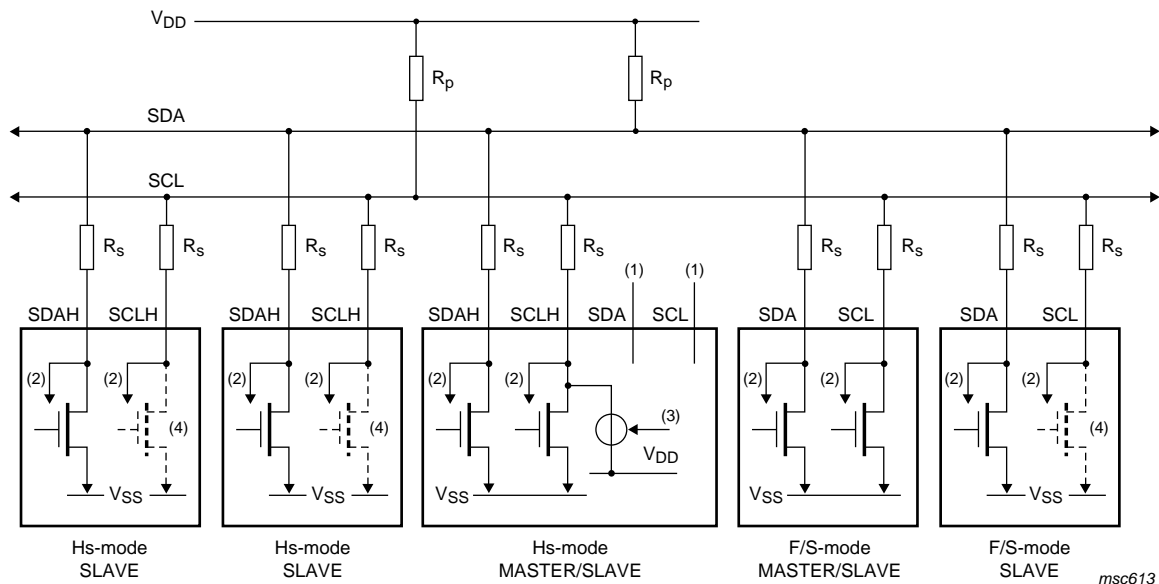 VDD
Rp Rp
SDA
SCL
Rs Rs Rs Rs Rs Rs Rs Rs Rs Rs
(1) (1)
SDAH SCLH SDAH SCLH SDAH SCLH SDA SCL SDA SCL SDA SCL
(2) (2) (2) (2) (2) (2) (2) (2) (2) (2)
(4) (4) (3) (4)
VDD
VSS VSS VSS VSS VSS
Hs-mode Hs-mode Hs-mode F/S-mode F/S-mode
SLAVE SLAVE MASTER/SLAVE MASTER/SLAVE SLAVE
msc613